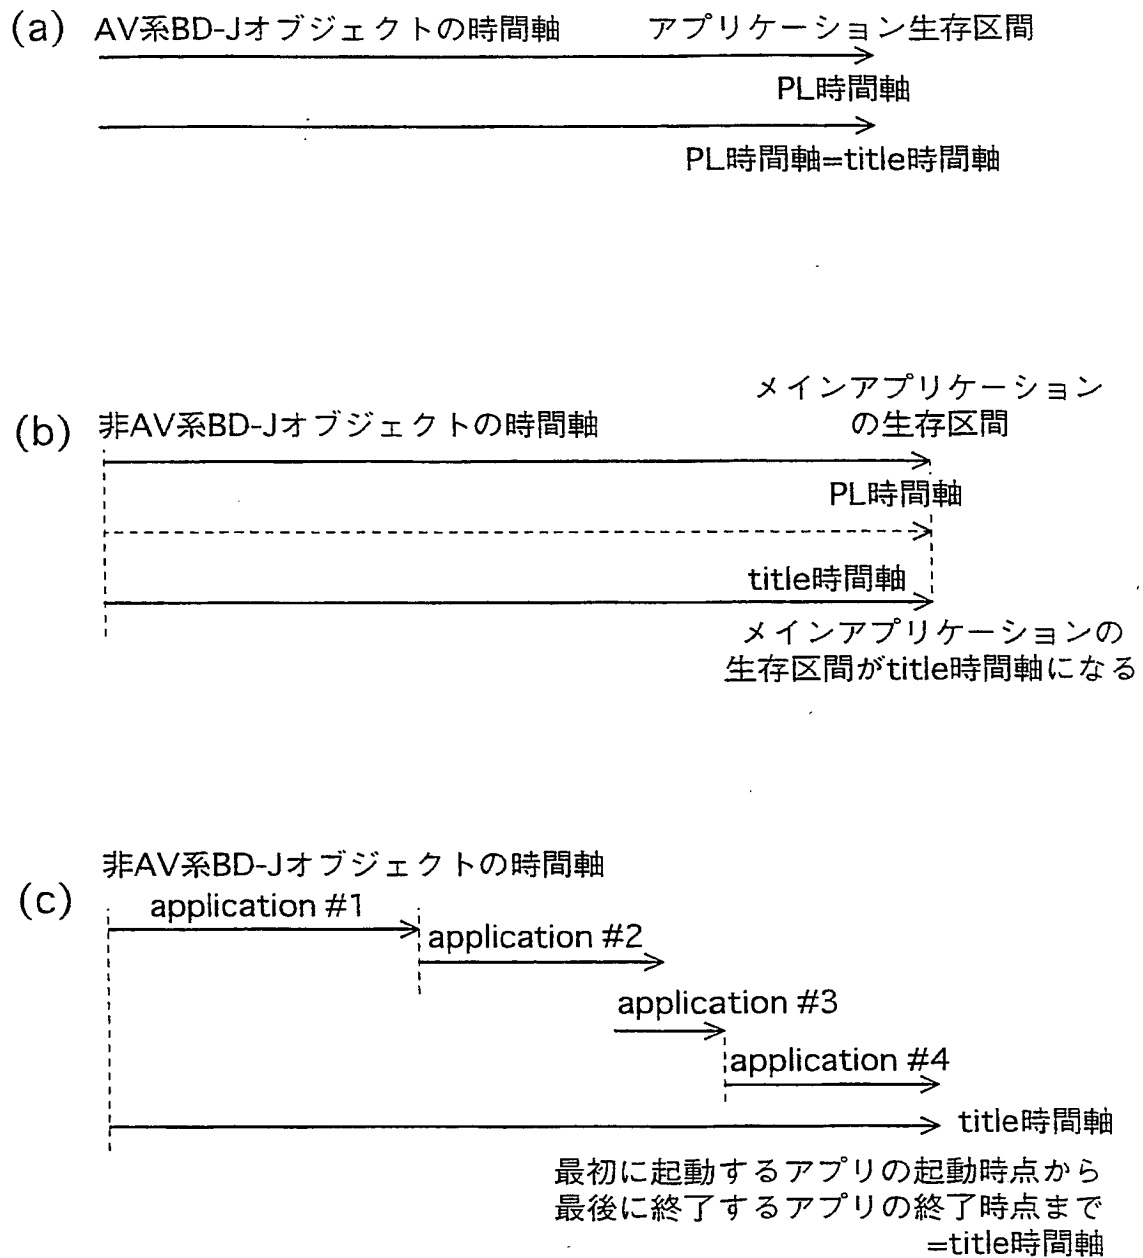 (a) AV系BD-Jオブジェクトの時間軸 アプリケーション生存区間
PL時間軸
PL時間軸=title時間軸
メインアプリケーション
の生存区間
(b) 非AV系BD-Jオブジェクトの時間軸
PL時間軸
title時間軸
メインアプリケーションの
生存区間がtitle時間軸になる
非AV系BD-Jオブジェクトの時間軸
(c)
application #1
application #2
application #3
application #4
title時間軸
最初に起動するアプリの起動時点から
最後に終了するアプリの終了時点まで
=title時間軸